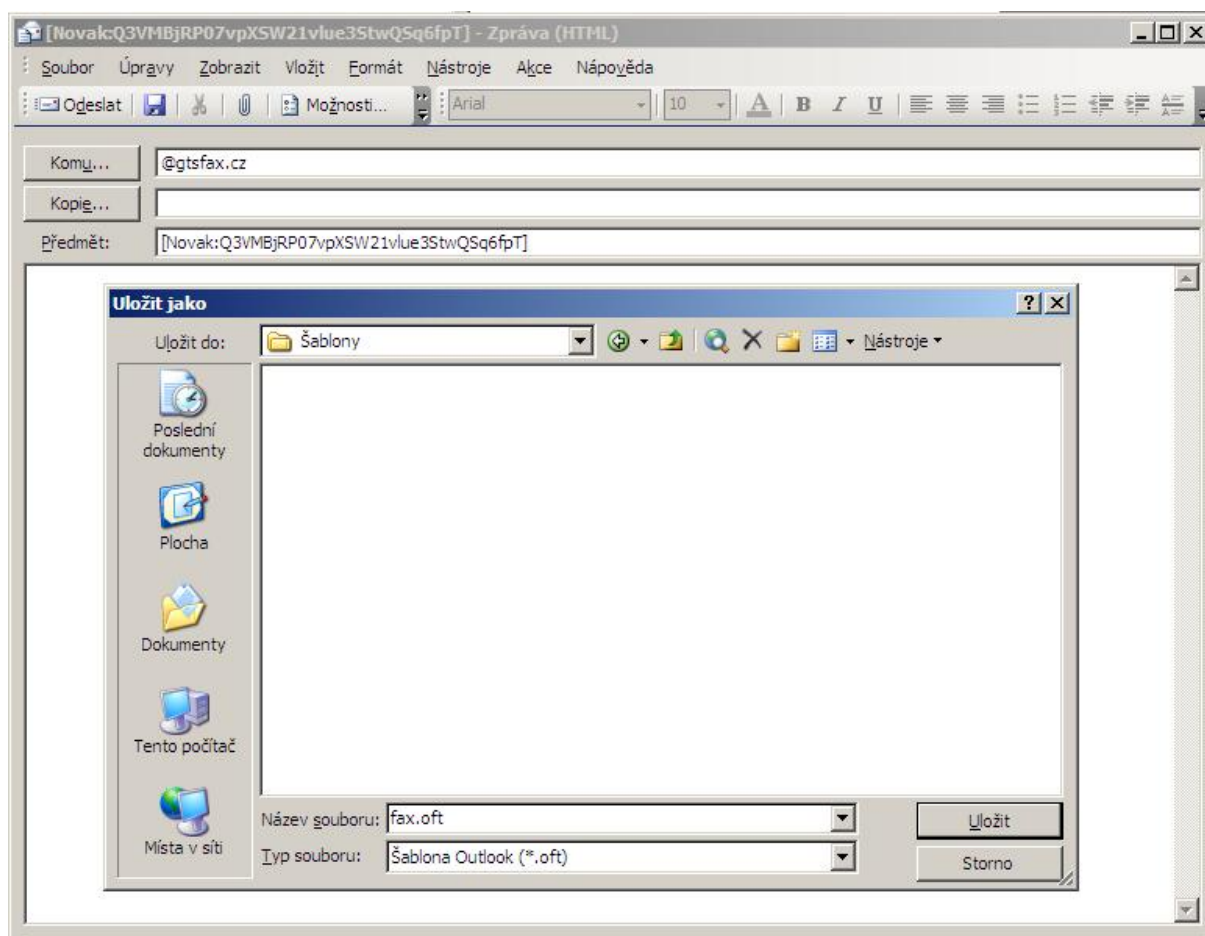 [Novak:Q3VMBjRP07vpXSW21vlue3StwQSq6fpT] - Zpráva (HTML)
Soubor Úpravy Zobrazit Vložit Formát Nástroje Akce Nápověda
Odeslat Možnosti... Arial 10 A B I U
Komu... @gtsfax.cz
Kopie...
Předmět: [Novak:Q3VMBjRP07vpXSW21vlue3StwQSq6fpT]
Uložit jako
Uložit do: Šablony Nástroje
Poslední
dokumenty
Plocha
Dokumenty
Tento počítač
Místa v síti
Název souboru: fax.oft Uložit
Typ souboru: Šablona Outlook (*.oft) Storno